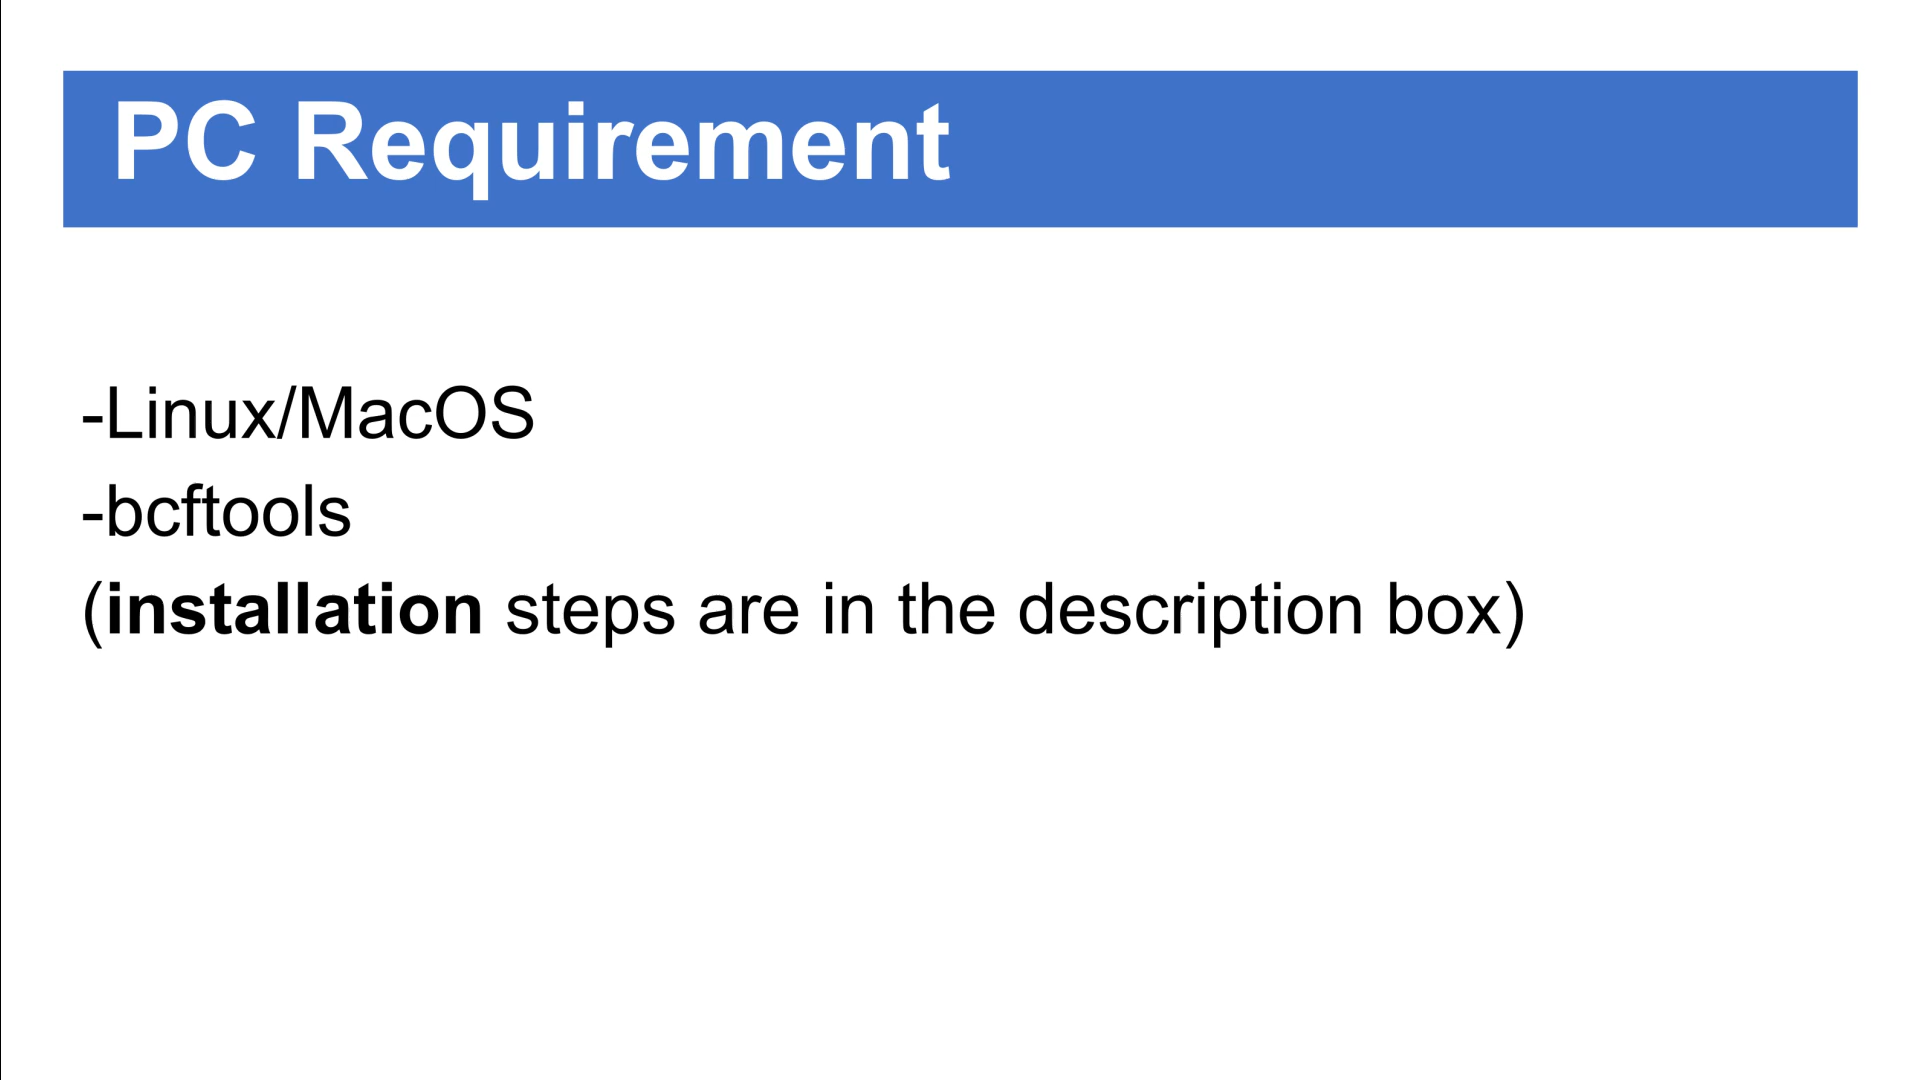 PC Requirement
-Linux/MacOS
-bcftools
(installation steps are in the description box)